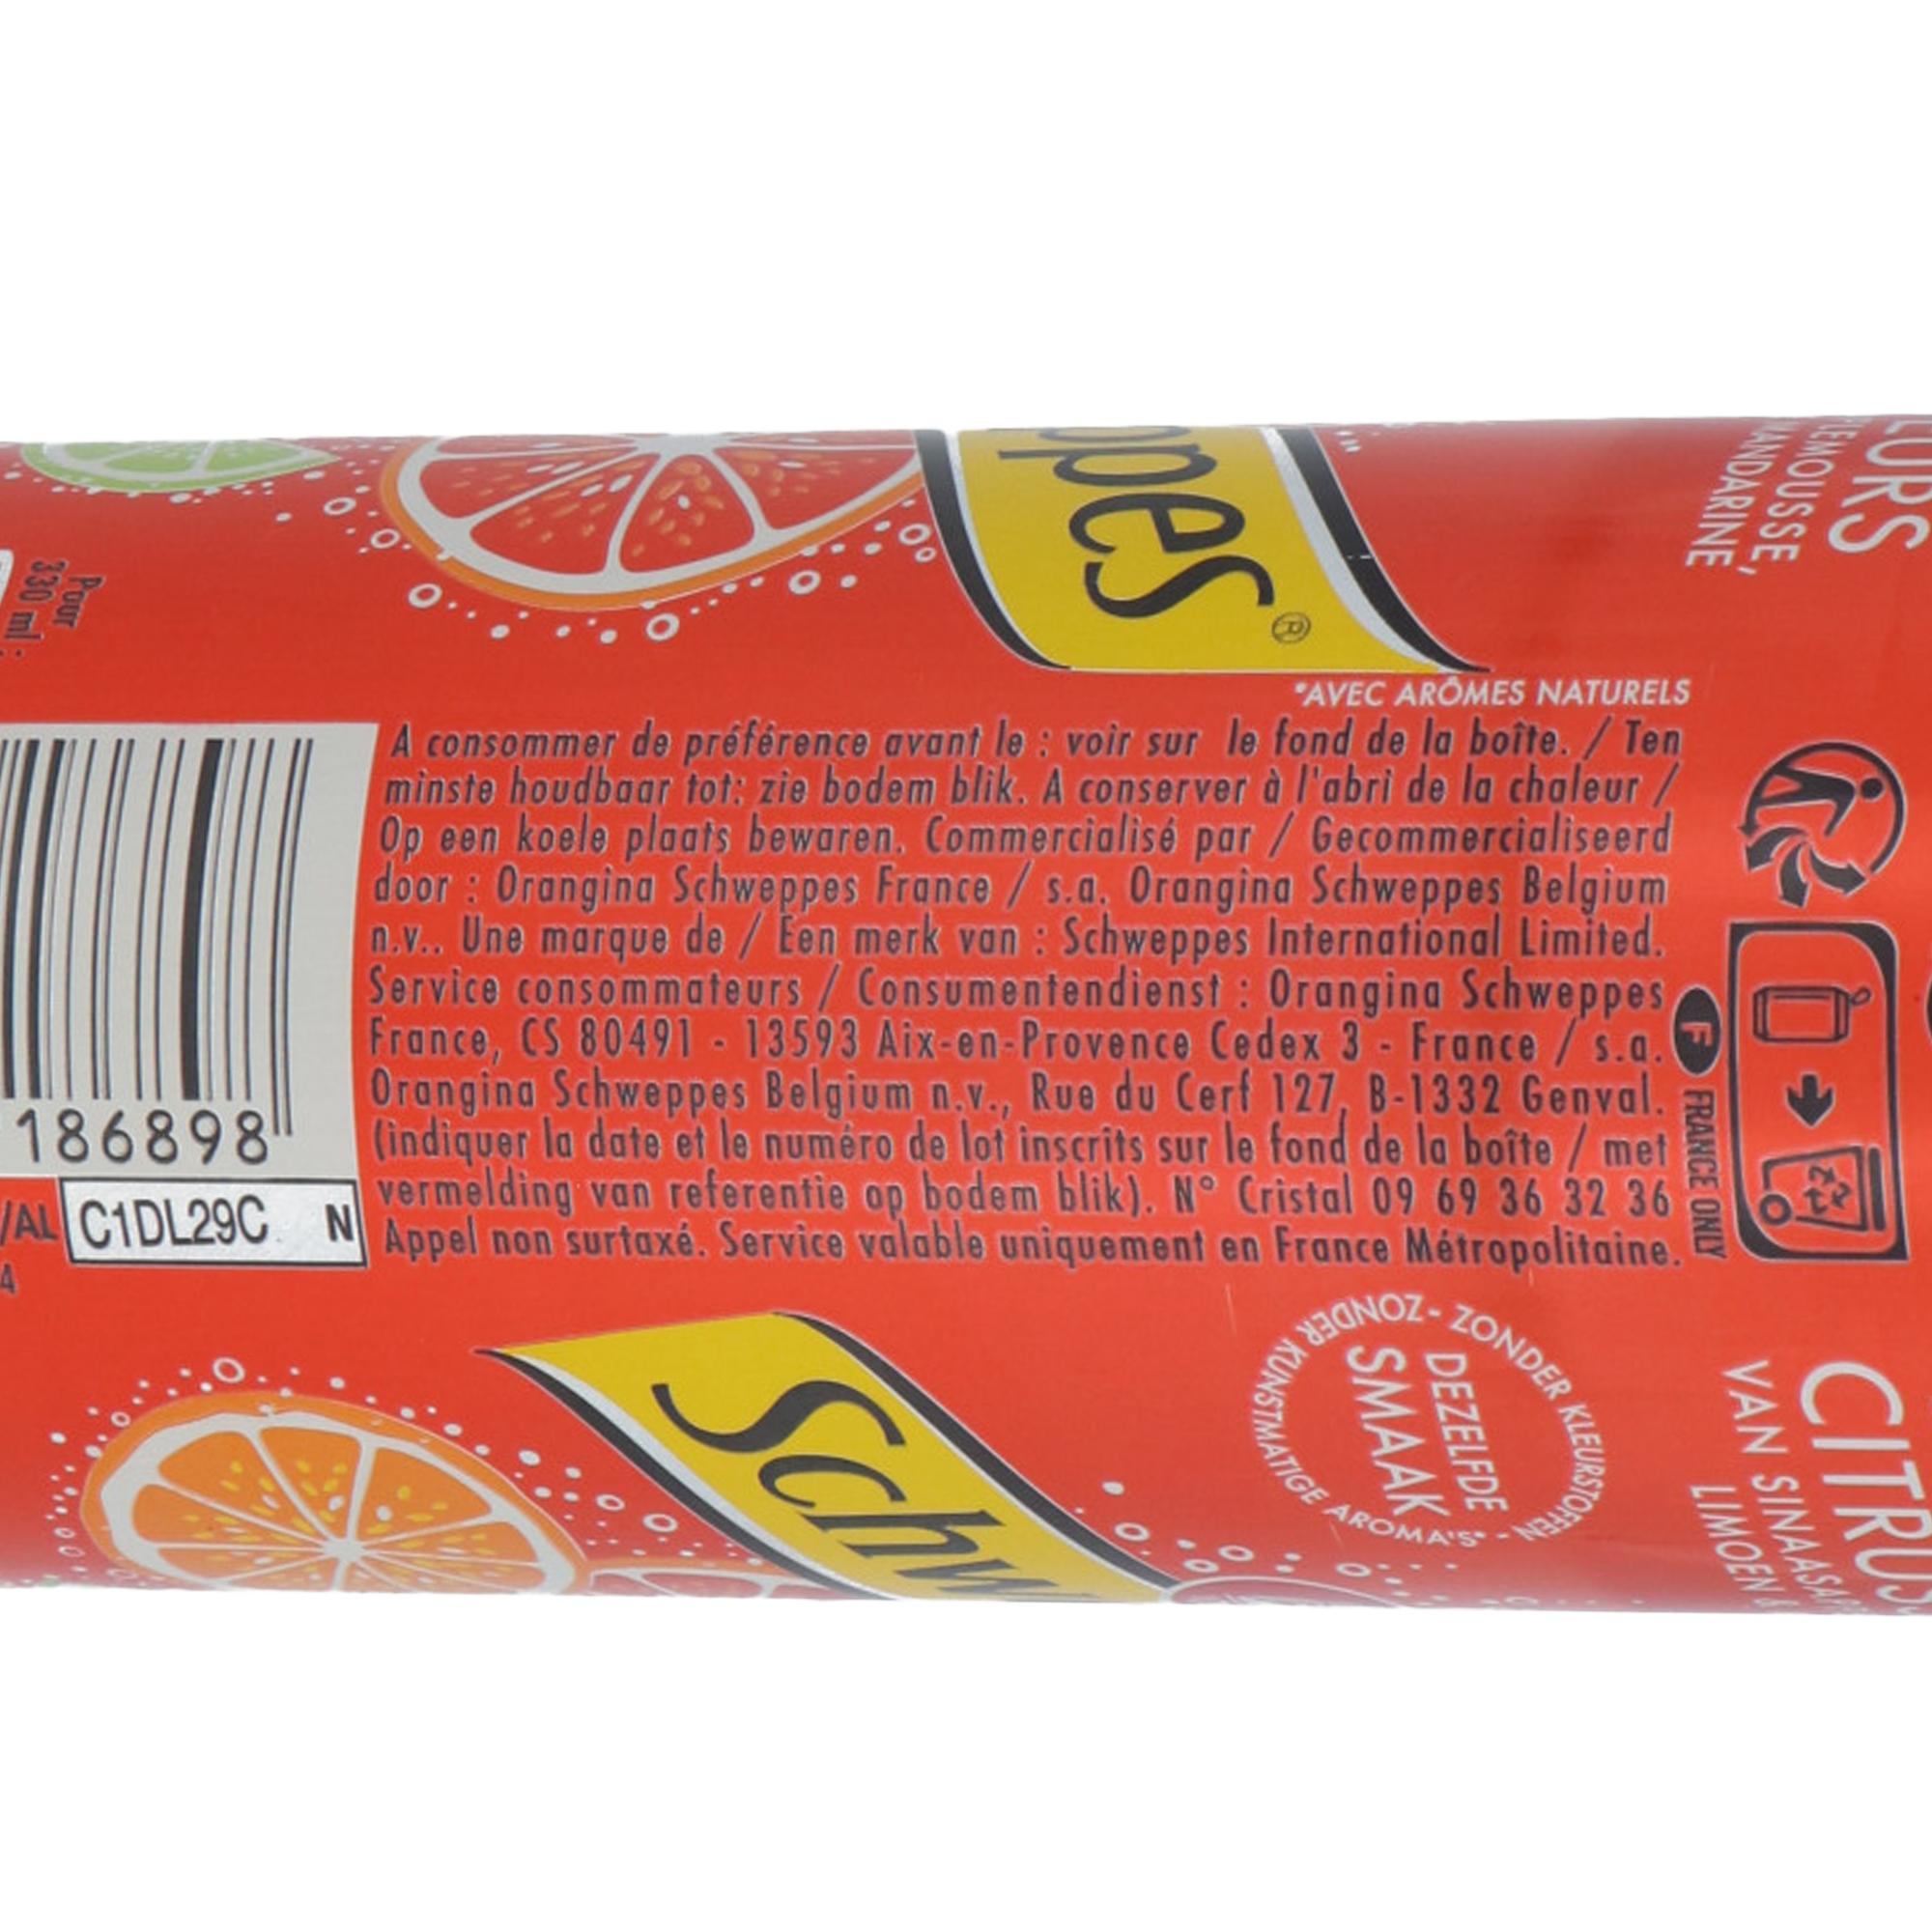 ppes®
*AVEC ARÔMES NATURELS
MANDARINE,
Pour
330 ml :
A consommer de préférence avant le : voir sur le fond de la boîte. / Ten
minste houdbaar tot: zie bodem blik. A conserver à l'abri de la chaleur /
Op een koele plaats bewaren. Commercialisé par / Gecommercialiseerd
door : Orangina Schweppes France / s.a. Orangina Schweppes Belgium
n.v.. Une marque de / Een merk van : Schweppes International Limited.
Service consommateurs / Consumentendienst : Orangina Schweppes
France, CS 80491 - 13593 Aix-en-Provence Cedex 3 - France / s.a.
Orangina Schweppes Belgium n.v., Rue du Cerf 127, B-1332 Genval.
(indiquer la date et le numéro de lot inscrits sur le fond de la boîte / met
vermelding van referentie op bodem blik). N° Cristal 09 69 36 32 36
Appel non surtaxé. Service valable uniquement en France Métropolitaine.
F FRANCE ONLY
186898
/AL
C1DL29C N
4
Schw
ZONDER KLEURSTOFFEN - ZONDER KUNSTMATIGE AROMA'S* -
DEZELFDE
SMAAK
CITRUS
VAN
LIMOEN &